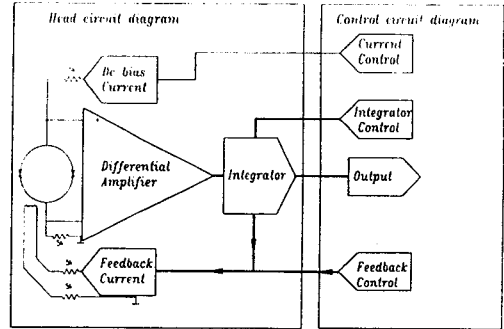 Head circuit diagram
Control circuit diagram
Dc bias
Current
Current
Control
Differential
Amplifier
Integrator
Integrator
Control
Output
Feedback
Current
Feedback
Control